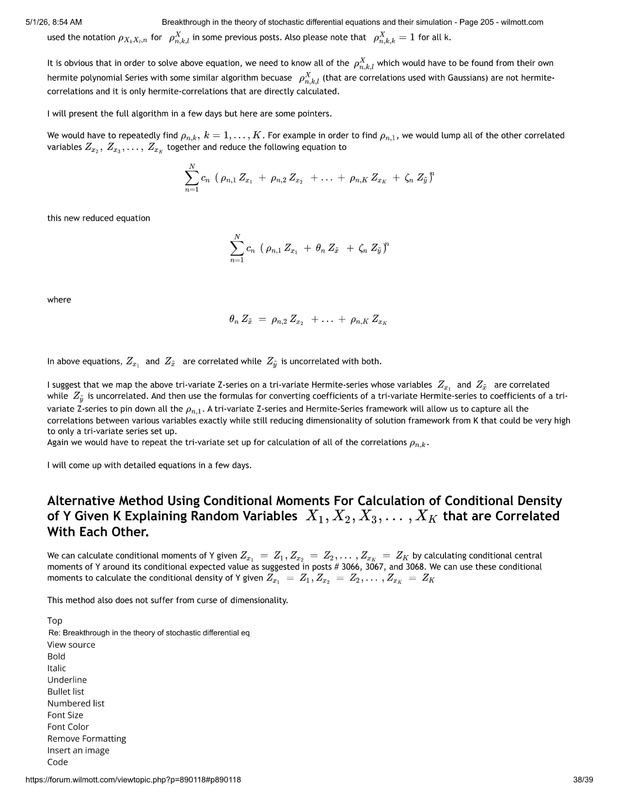 5/1/26, 8:54 AM Breakthrough in the theory of stochastic differential equations and their simulation - Page 205 - wilmott.com
used the notation ρ_{X_k X_l,n} for ρ^X_{n,k,l} in some previous posts. Also please note that ρ^X_{n,k,k} = 1 for all k.
It is obvious that in order to solve above equation, we need to know all of the ρ^X_{n,k,l} which would have to be found from their own
hermite polynomial Series with some similar algorithm becuase ρ^X_{n,k,l} (that are correlations used with Gaussians) are not hermite-
correlations and it is only hermite-correlations that are directly calculated.
I will present the full algorithm in a few days but here are some pointers.
We would have to repeatedly find ρ_{n,k}, k = 1, . . . , K. For example in order to find ρ_{n,1}, we would lump all of the other correlated
variables Z_{x_2}, Z_{x_3}, . . . , Z_{x_K} together and reduce the following equation to
∑_{n=1}^{N} c_n ( ρ_{n,1} Z_{x_1} + ρ_{n,2} Z_{x_2} + . . . + ρ_{n,K} Z_{x_K} + ζ_n Z_{ỹ})^n
this new reduced equation
∑_{n=1}^{N} c_n ( ρ_{n,1} Z_{x_1} + θ_n Z_{x̃} + ζ_n Z_{ỹ})^n
where
θ_n Z_{x̃} = ρ_{n,2} Z_{x_2} + . . . + ρ_{n,K} Z_{x_K}
In above equations, Z_{x_1} and Z_{x̃} are correlated while Z_{ỹ} is uncorrelated with both.
I suggest that we map the above tri-variate Z-series on a tri-variate Hermite-series whose variables Z_{x_1} and Z_{x̃} are correlated
while Z_{ỹ} is uncorrelated. And then use the formulas for converting coefficients of a tri-variate Hermite-series to coefficients of a tri-
variate Z-series to pin down all the ρ_{n,1}. A tri-variate Z-series and Hermite-Series framework will allow us to capture all the
correlations between various variables exactly while still reducing dimensionality of solution framework from K that could be very high
to only a tri-variate series set up.
Again we would have to repeat the tri-variate set up for calculation of all of the correlations ρ_{n,k}.
I will come up with detailed equations in a few days.
Alternative Method Using Conditional Moments For Calculation of Conditional Density
of Y Given K Explaining Random Variables X_1, X_2, X_3, . . . , X_K that are Correlated
With Each Other.
We can calculate conditional moments of Y given Z_{x_1} = Z_1, Z_{x_2} = Z_2, . . . , Z_{x_K} = Z_K by calculating conditional central
moments of Y around its conditional expected value as suggested in posts # 3066, 3067, and 3068. We can use these conditional
moments to calculate the conditional density of Y given Z_{x_1} = Z_1, Z_{x_2} = Z_2, . . . , Z_{x_K} = Z_K
This method also does not suffer from curse of dimensionality.
Top
Re: Breakthrough in the theory of stochastic differential eq
View source
Bold
Italic
Underline
Bullet list
Numbered list
Font Size
Font Color
Remove Formatting
Insert an image
Code
https://forum.wilmott.com/viewtopic.php?p=890118#p890118 38/39